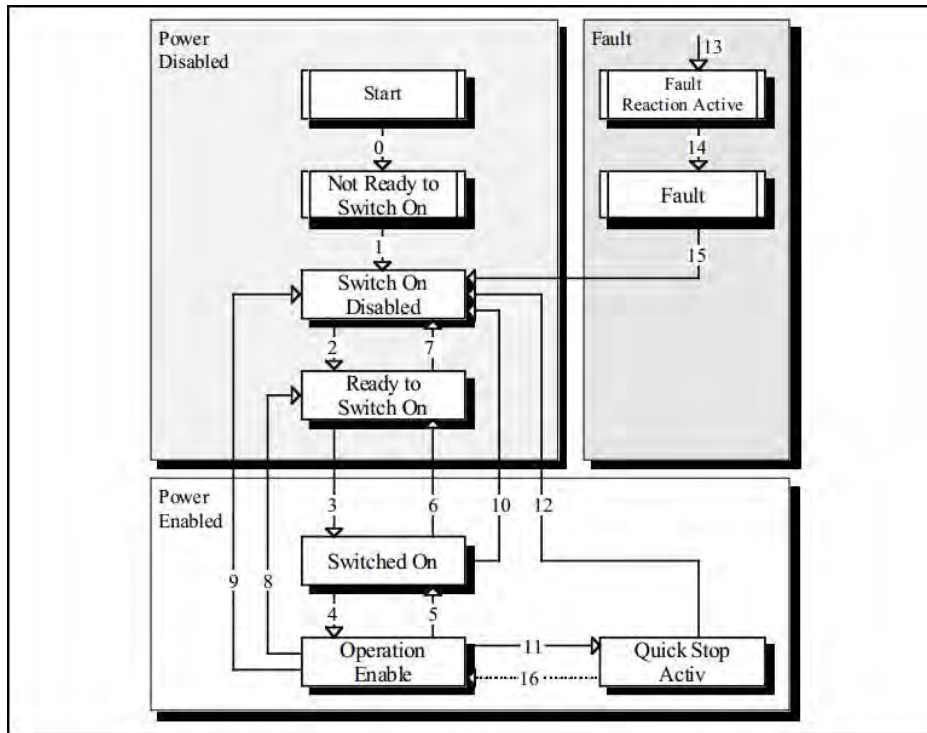 Power
Disabled
Fault
13
Start
Fault
Reaction Active
0
14
Not Ready to
Switch On
Fault
1
15
Switch On
Disabled
2
7
Ready to
Switch On
Power
Enabled
3
6
10
12
Switched On
9
8
4
5
Operation
Enable
11
16
Quick Stop
Activ